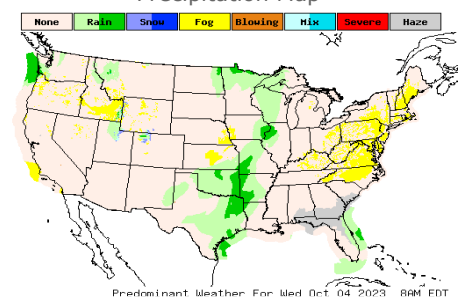 Precipitation Map
None Rain Snow Fog Blowing Mix Severe Haze
Predominant Weather For Wed Oct 04 2023 8AM EDT